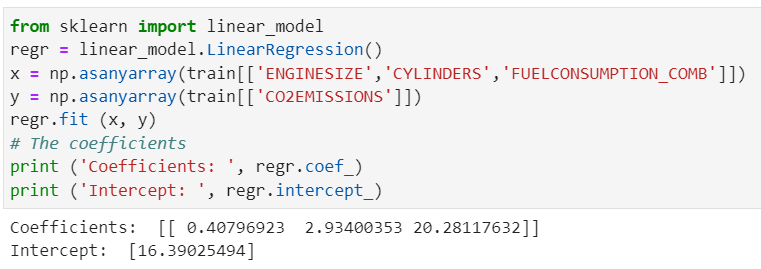 from sklearn import linear_model
regr = linear_model.LinearRegression()
x = np.asanyarray(train[['ENGINESIZE','CYLINDERS','FUELCONSUMPTION_COMB']])
y = np.asanyarray(train[['CO2EMISSIONS']])
regr.fit (x, y)
# The coefficients
print ('Coefficients: ', regr.coef_)
print ('Intercept: ', regr.intercept_)
Coefficients:  [[ 0.40796923  2.93400353 20.28117632]]
Intercept:  [16.39025494]